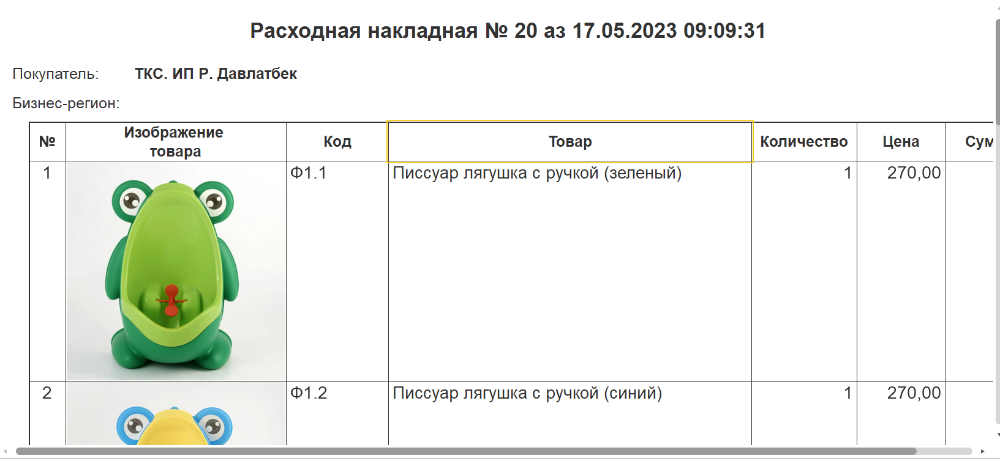 Расходная накладная № 20 аз 17.05.2023 09:09:31
Покупатель: ТКС. ИП Р. Давлатбек
Бизнес-регион:
№ Изображение товара Код Товар Количество Цена Сум
1 Ф1.1 Писсуар лягушка с ручкой (зеленый) 1 270,00
2 Ф1.2 Писсуар лягушка с ручкой (синий) 1 270,00